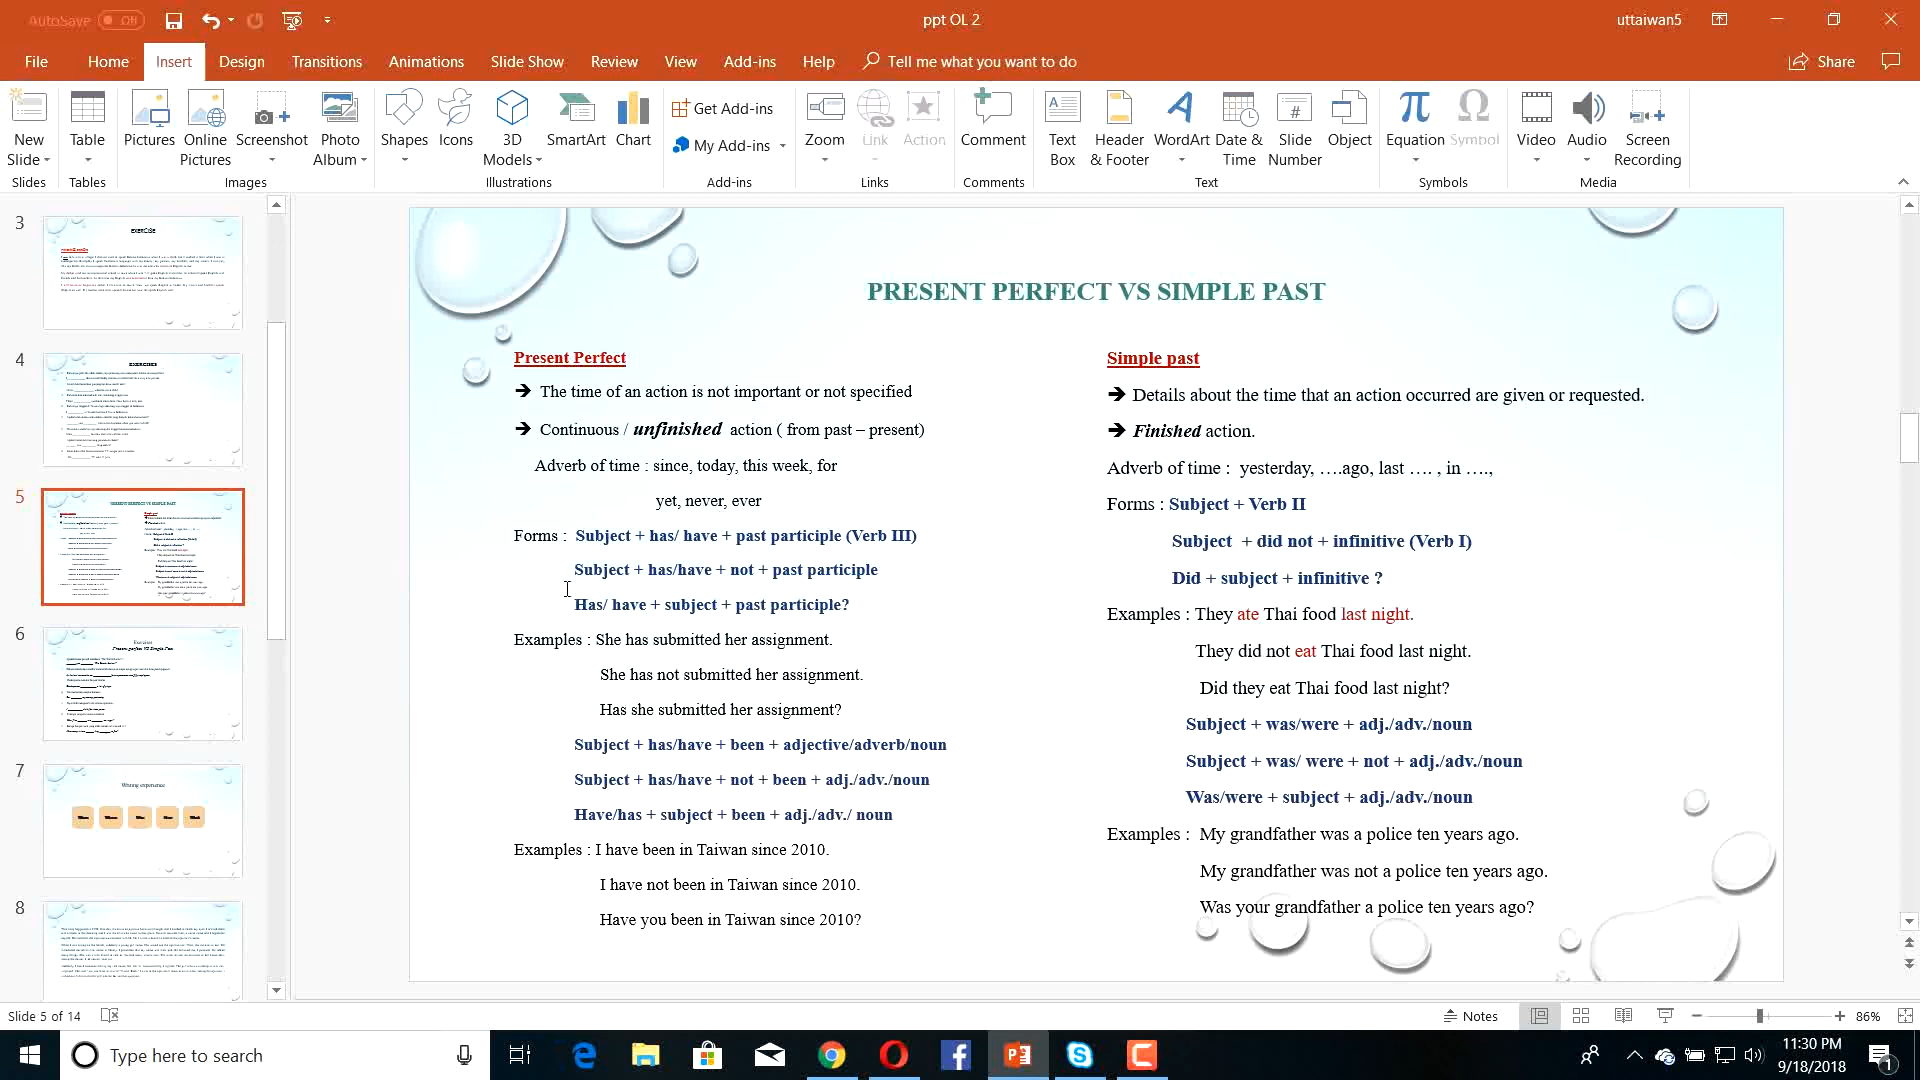 AutoSave Off
ppt OL 2
uttaiwan5
File Home Insert Design Transitions Animations Slide Show Review View Add-ins Help Tell me what you want to do
Share
New Slide
Table
Pictures
Online Pictures
Screenshot
Photo Album
Shapes
Icons
3D Models
SmartArt
Chart
Get Add-ins
My Add-ins
Zoom
Link
Action
Comment
Text Box
Header & Footer
WordArt
Date & Time
Slide Number
Object
Equation
Symbol
Video
Audio
Screen Recording
Slides Tables Images Illustrations Add-ins Links Comments Text Symbols Media
3
EXERCISE
4
EXERCISES
5
PRESENT PERFECT VS SIMPLE PAST
6
Exercises
Present perfect VS Simple Past
7
Writing experience
8
PRESENT PERFECT VS SIMPLE PAST
Present Perfect
➔ The time of an action is not important or not specified
➔ Continuous / unfinished action ( from past – present)
Adverb of time : since, today, this week, for
yet, never, ever
Forms : Subject + has/ have + past participle (Verb III)
Subject + has/have + not + past participle
Has/ have + subject + past participle?
Examples : She has submitted her assignment.
She has not submitted her assignment.
Has she submitted her assignment?
Subject + has/have + been + adjective/adverb/noun
Subject + has/have + not + been + adj./adv./noun
Have/has + subject + been + adj./adv./ noun
Examples : I have been in Taiwan since 2010.
I have not been in Taiwan since 2010.
Have you been in Taiwan since 2010?
Simple past
➔ Details about the time that an action occurred are given or requested.
➔ Finished action.
Adverb of time : yesterday, ….ago, last …. , in ….,
Forms : Subject + Verb II
Subject + did not + infinitive (Verb I)
Did + subject + infinitive ?
Examples : They ate Thai food last night.
They did not eat Thai food last night.
Did they eat Thai food last night?
Subject + was/were + adj./adv./noun
Subject + was/ were + not + adj./adv./noun
Was/were + subject + adj./adv./noun
Examples : My grandfather was a police ten years ago.
My grandfather was not a police ten years ago.
Was your grandfather a police ten years ago?
Slide 5 of 14
Notes
86%
Type here to search
11:30 PM
9/18/2018
1